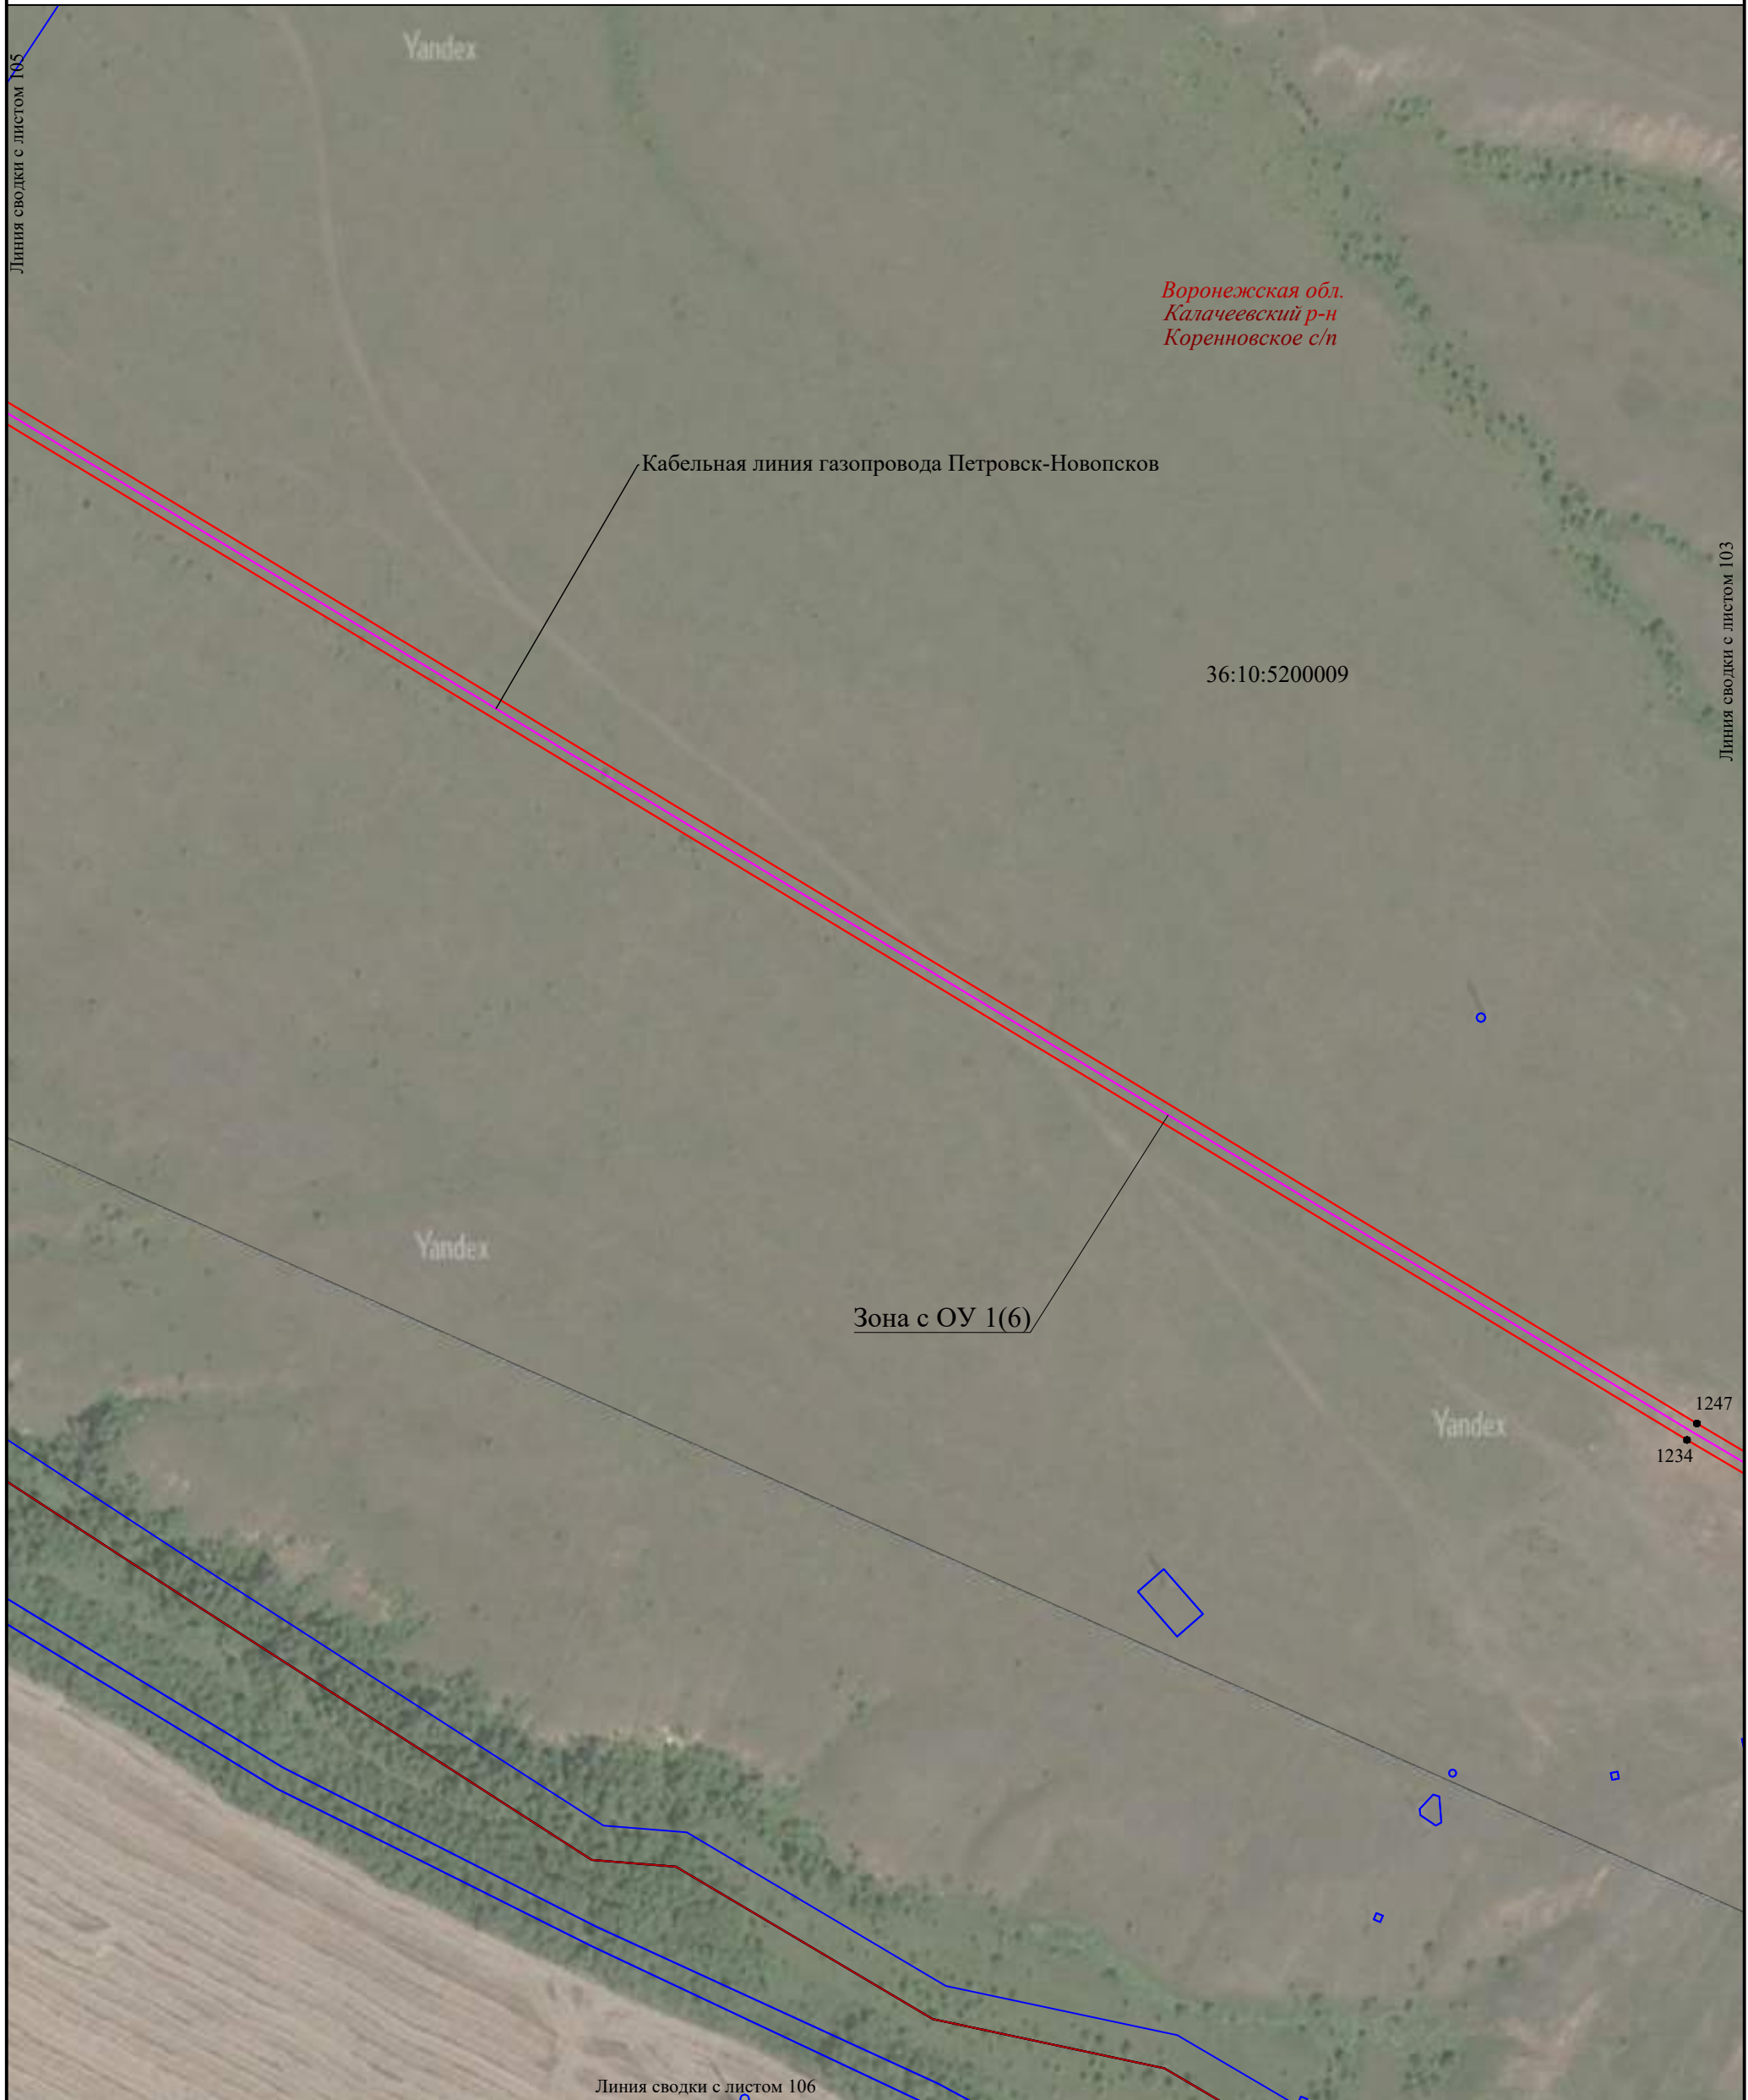 Yandex
Линия сводки с листом 105
Воронежская обл.
Калачеевский р-н
Коренновское с/п
Кабельная линия газопровода Петровск-Новопсков
Линия сводки с листом 103
36:10:5200009
Yandex
Зона с ОУ 1(6)
1247
Yandex
1234
Линия сводки с листом 106